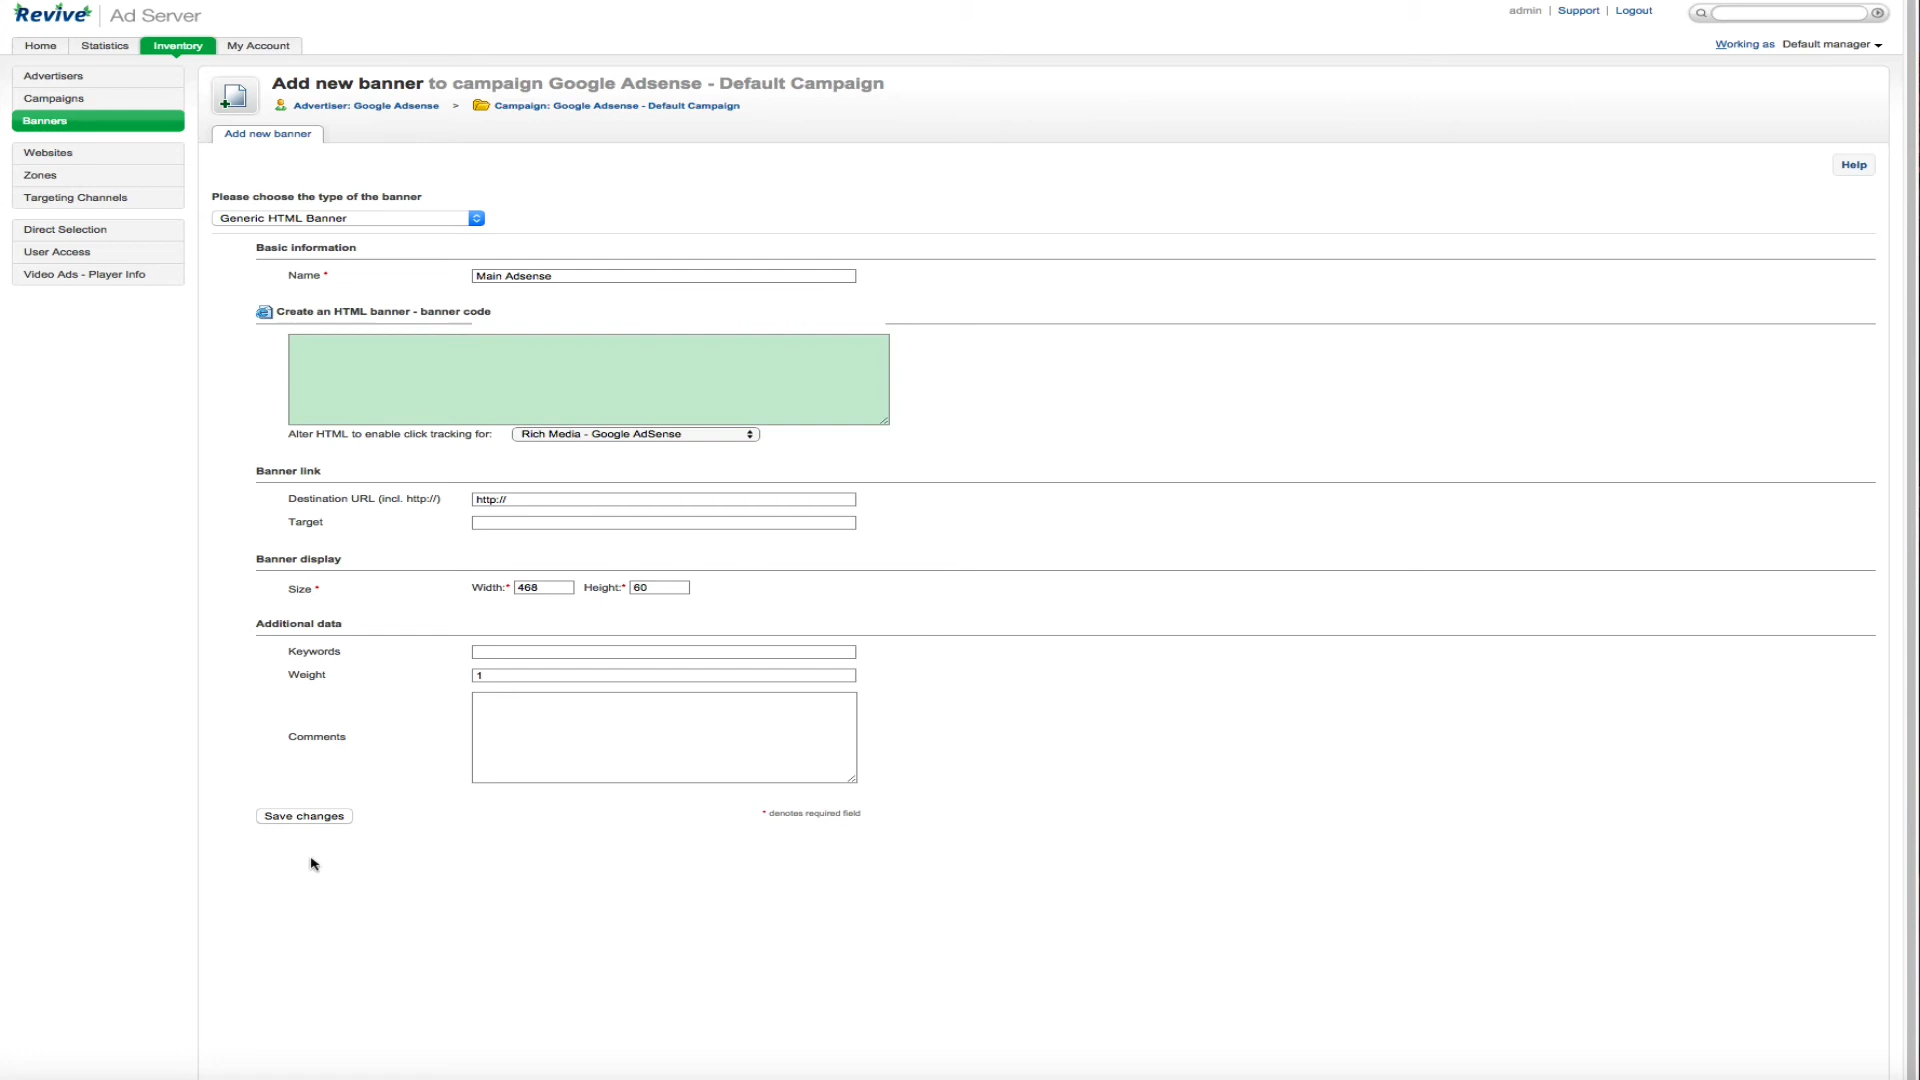 Revive Ad Server
admin | Support | Logout
Home Statistics Inventory My Account
Working as Default manager
Advertisers
Campaigns
Banners
Websites
Zones
Targeting Channels
Direct Selection
User Access
Video Ads - Player Info
Add new banner to campaign Google Adsense - Default Campaign
Advertiser: Google Adsense > Campaign: Google Adsense - Default Campaign
Add new banner
Help
Please choose the type of the banner
Generic HTML Banner
Basic information
Name * Main Adsense
Create an HTML banner - banner code
Alter HTML to enable click tracking for: Rich Media - Google AdSense
Banner link
Destination URL (incl. http://) http://
Target
Banner display
Size * Width:* 468 Height:* 60
Additional data
Keywords
Weight 1
Comments
Save changes
* denotes required field